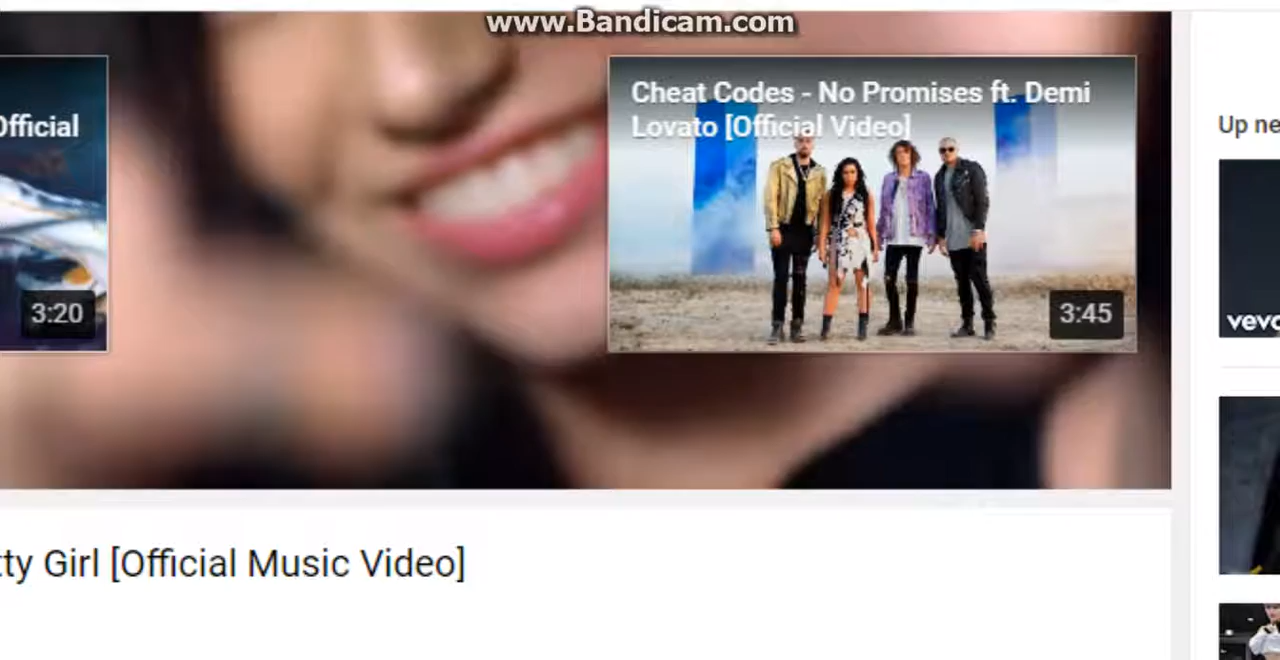 www.Bandicam.com
Official
3:20
Cheat Codes - No Promises ft. Demi
Lovato [Official Video]
3:45
Up ne
vevo
ty Girl [Official Music Video]